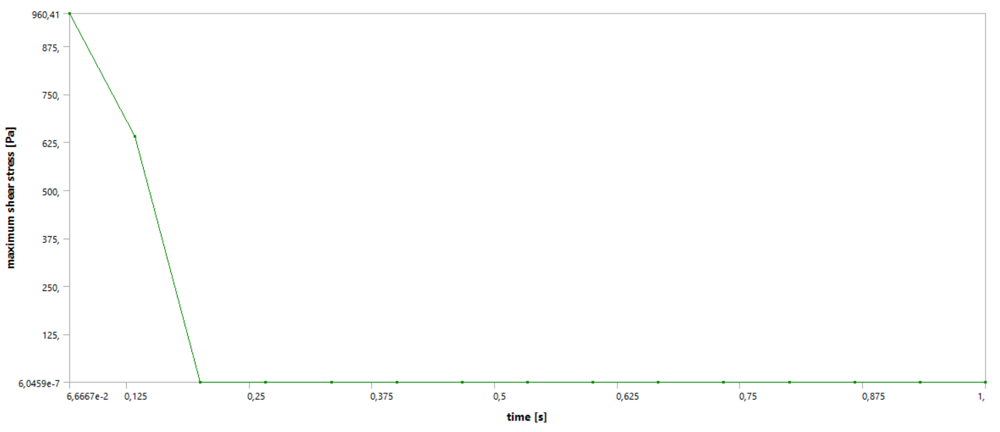 960,41
875,
750,
625,
500,
375,
250,
125,
6,0459e-7
maximum shear stress [Pa]
6,6667e-2 0,125 0,25 0,375 0,5 0,625 0,75 0,875 1,
time [s]